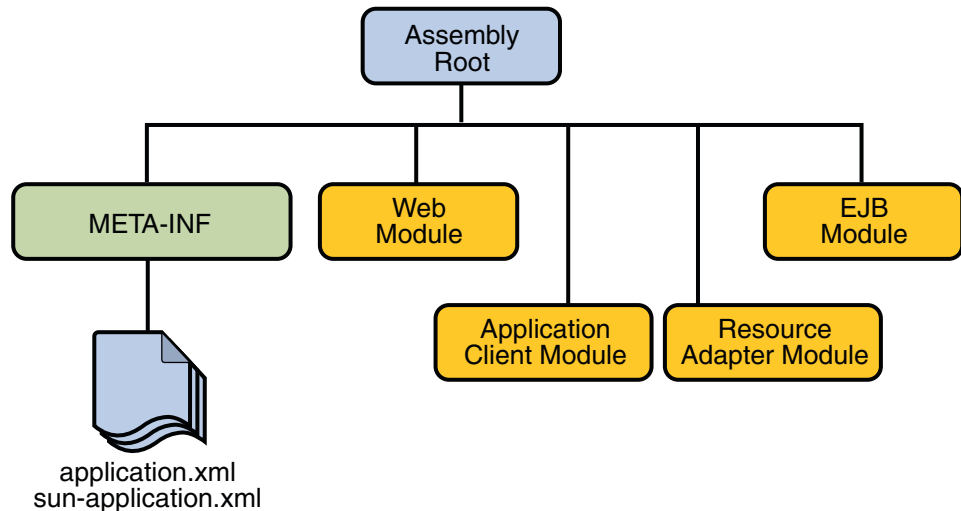 Assembly
Root
META-INF
Web
Module
EJB
Module
Application
Client Module
Resource
Adapter Module
application.xml
sun-application.xml